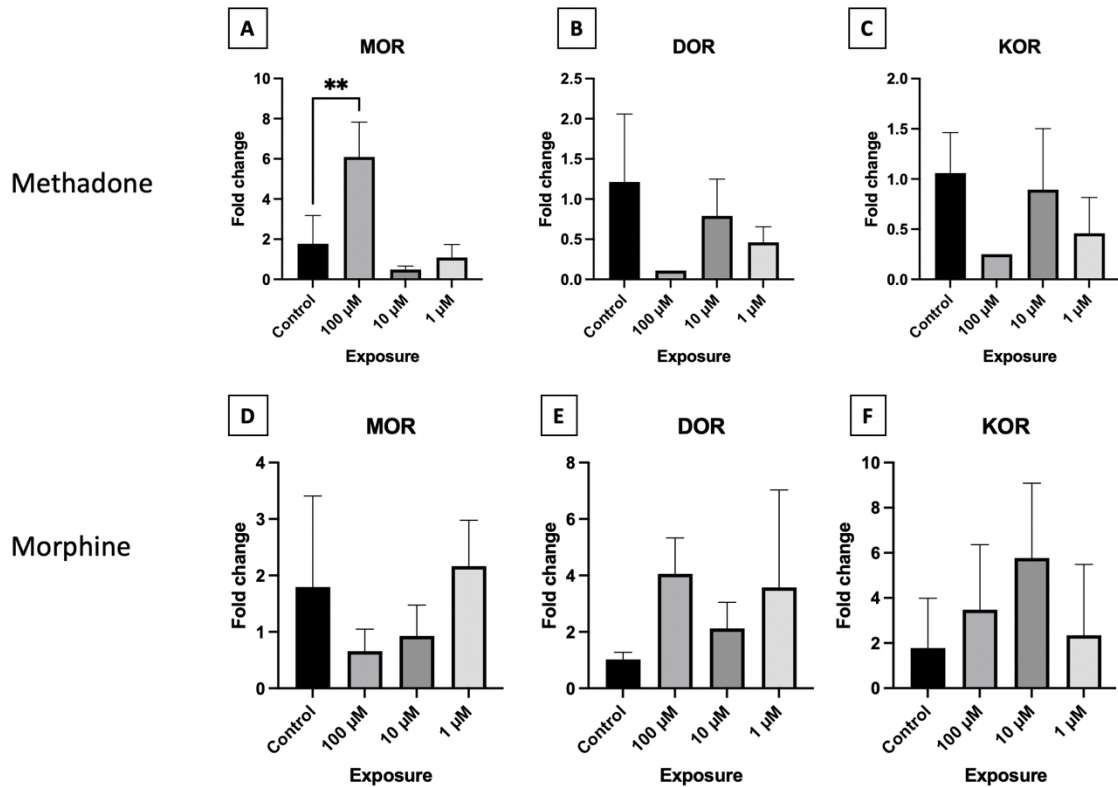 A
MOR
**
10
8
6
4
2
0
Fold change
Control
100 µM
10 µM
1 µM
Exposure
B
DOR
2.5
2.0
1.5
1.0
0.5
0.0
Fold change
Control
100 µM
10 µM
1 µM
Exposure
C
KOR
2.0
1.5
1.0
0.5
0.0
Fold change
Control
100 µM
10 µM
1 µM
Exposure
Methadone
D
MOR
4
3
2
1
0
Fold change
Control
100 µM
10 µM
1 µM
Exposure
E
DOR
8
6
4
2
0
Fold change
Control
100 µM
10 µM
1 µM
Exposure
F
KOR
10
8
6
4
2
0
Fold change
Control
100 µM
10 µM
1 µM
Exposure
Morphine